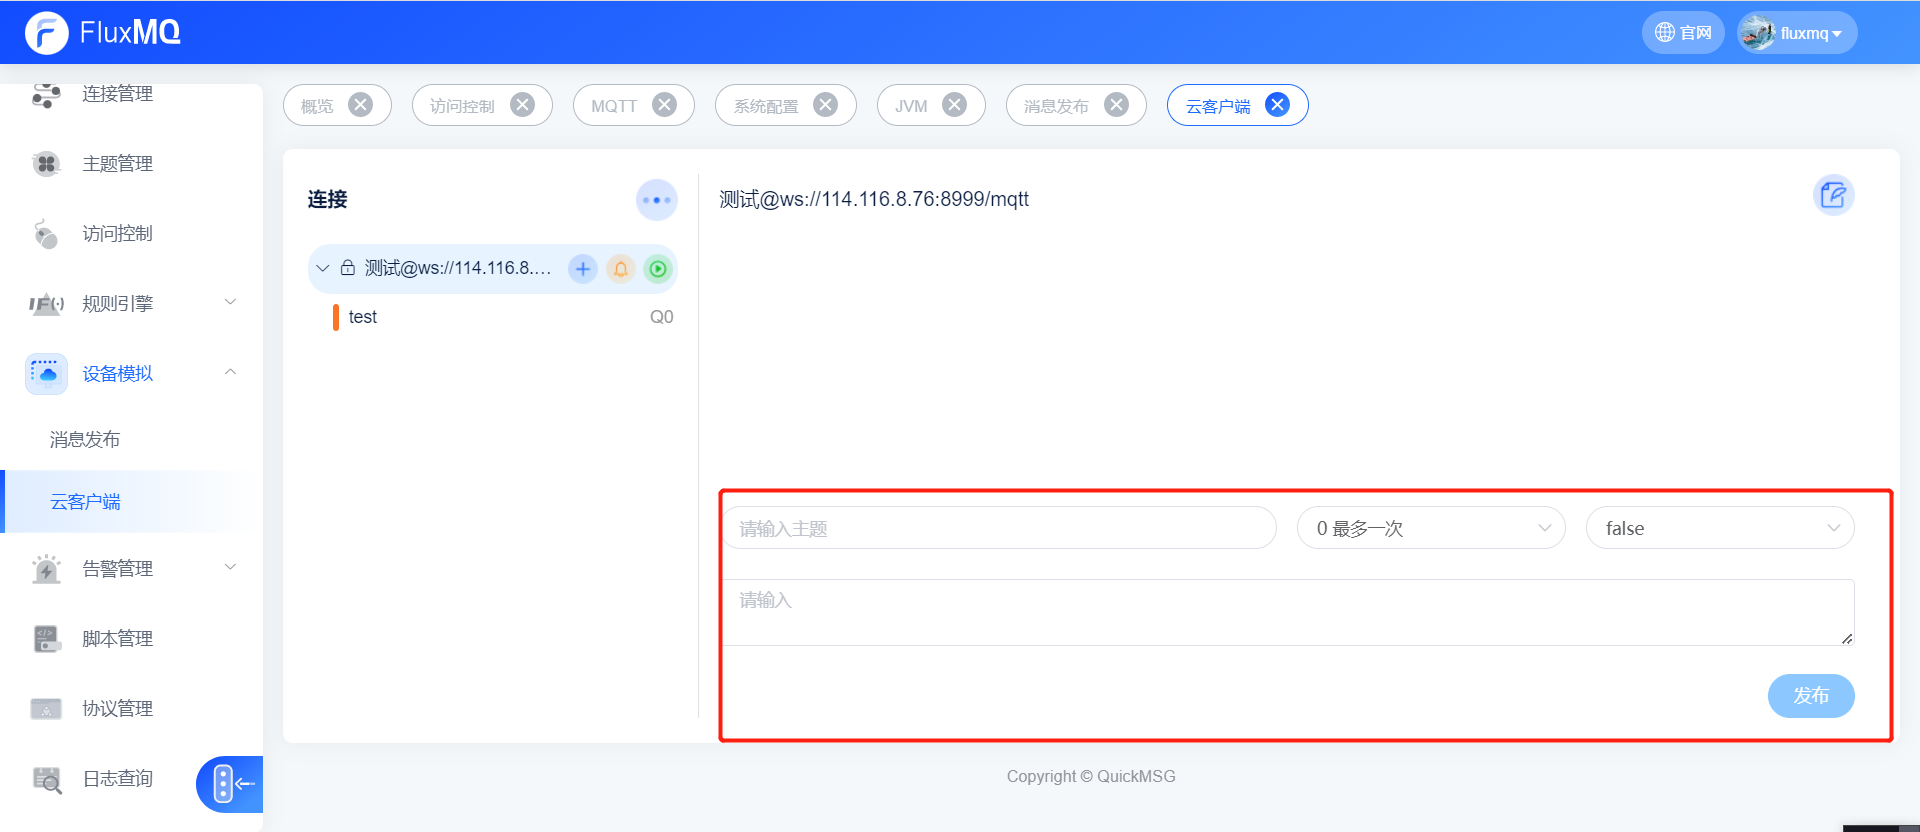 FluxMQ
官网
fluxmq
连接管理
主题管理
访问控制
IF(·)
规则引擎
设备模拟
消息发布
云客户端
告警管理
脚本管理
协议管理
日志查询
概览
访问控制
MQTT
系统配置
JVM
消息发布
云客户端
连接
测试@ws://114.116.8....
test
Q0
测试@ws://114.116.8.76:8999/mqtt
请输入主题
0 最多一次
false
请输入
发布
Copyright © QuickMSG